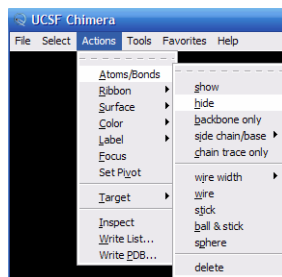 UCSF Chimera
File Select Actions Tools Favorites Help
Atoms/Bonds
Ribbon
Surface
Color
Label
Focus
Set Pivot
Target
Inspect
Write List...
Write PDB...
show
hide
backbone only
side chain/base
chain trace only
wire width
wire
stick
ball & stick
sphere
delete